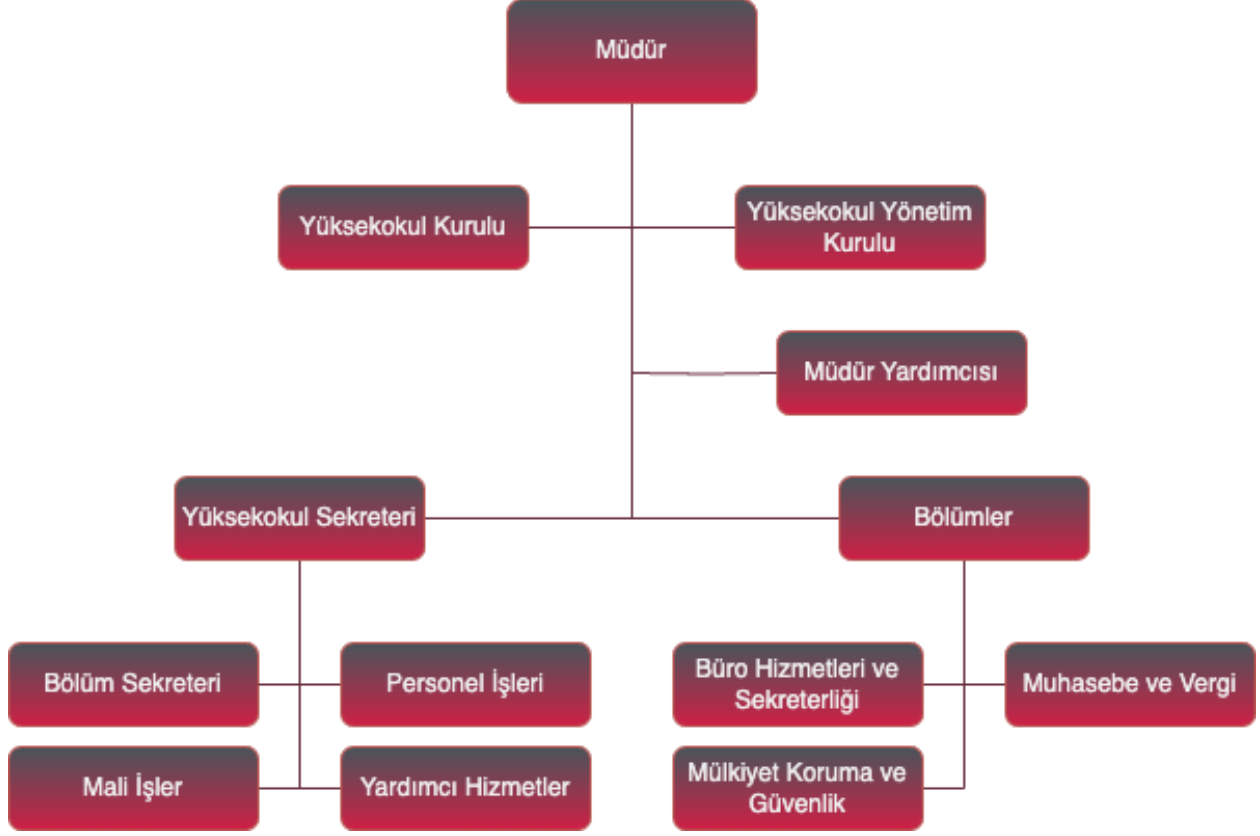 Müdür
Yüksekokul Kurulu
Yüksekokul Yönetim
Kurulu
Müdür Yardımcısı
Yüksekokul Sekreteri
Bölümler
Bölüm Sekreteri
Personel İşleri
Büro Hizmetleri ve
Sekreterliği
Muhasebe ve Vergi
Mali İşler
Yardımcı Hizmetler
Mülkiyet Koruma ve
Güvenlik